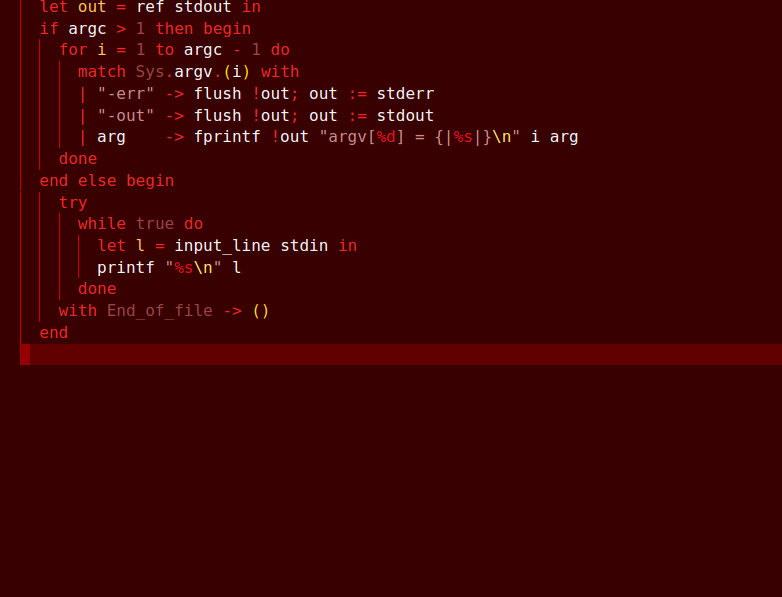 let out = ref stdout in
if argc > 1 then begin
  for i = 1 to argc - 1 do
    match Sys.argv.(i) with
    | "-err" -> flush !out; out := stderr
    | "-out" -> flush !out; out := stdout
    | arg    -> fprintf !out "argv[%d] = {|%s|}\n" i arg
  done
end else begin
  try
    while true do
      let l = input_line stdin in
      printf "%s\n" l
    done
  with End_of_file -> ()
end